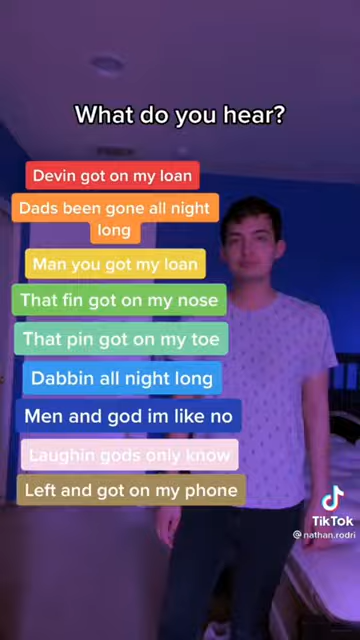 What do you hear?
Devin got on my loan
Dads been gone all night
long
Man you got my loan
That fin got on my nose
That pin got on my toe
Dabbin all night long
Men and god im like no
Laughin gods only know
Left and got on my phone
TikTok
@nathan.rodri